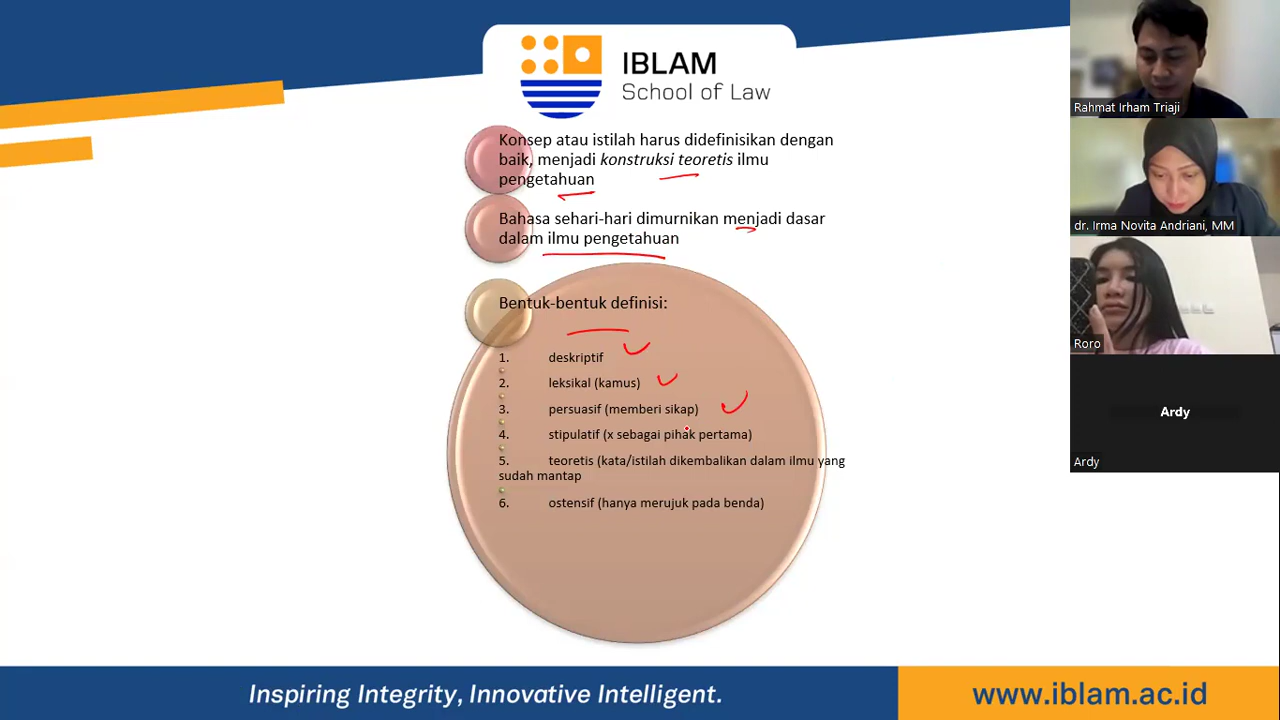 IBLAM
School of Law
Konsep atau istilah harus didefinisikan dengan
baik, menjadi konstruksi teoretis ilmu
pengetahuan
Bahasa sehari-hari dimurnikan menjadi dasar
dalam ilmu pengetahuan
Bentuk-bentuk definisi:
1. deskriptif
2. leksikal (kamus)
3. persuasif (memberi sikap)
4. stipulatif (x sebagai pihak pertama)
5. teoretis (kata/istilah dikembalikan dalam ilmu yang
sudah mantap
6. ostensif (hanya merujuk pada benda)
Inspiring Integrity, Innovative Intelligent.
www.iblam.ac.id
Rahmat Irham Triaji
dr. Irma Novita Andriani, MM
Roro
Ardy
Ardy